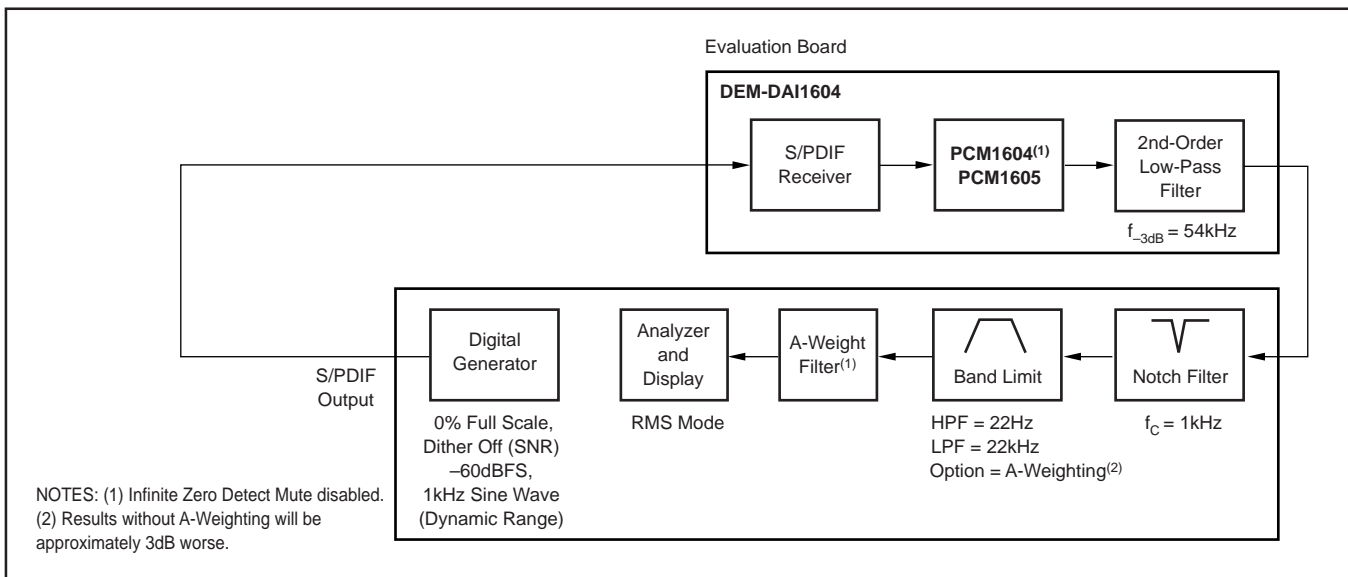 Evaluation Board
DEM-DAI1604
S/PDIF
Receiver
PCM1604(1)
PCM1605
2nd-Order
Low-Pass
Filter
f–3dB = 54kHz
S/PDIF
Output
Digital
Generator
0% Full Scale,
Dither Off (SNR)
–60dBFS,
1kHz Sine Wave
(Dynamic Range)
Analyzer
and
Display
RMS Mode
A-Weight
Filter(1)
Band Limit
HPF = 22Hz
LPF = 22kHz
Option = A-Weighting(2)
Notch Filter
fC = 1kHz
NOTES: (1) Infinite Zero Detect Mute disabled.
(2) Results without A-Weighting will be
approximately 3dB worse.